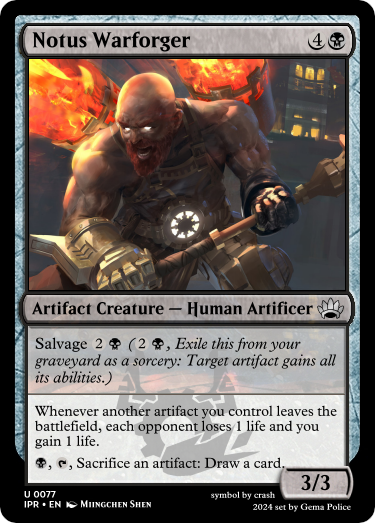 Notus Warforger 4
Artifact Creature — Human Artificer
Salvage 2 ( 2 , Exile this from your
graveyard as a sorcery: Target artifact gains all
its abilities.)
Whenever another artifact you control leaves the
battlefield, each opponent loses 1 life and you
gain 1 life.
, , Sacrifice an artifact: Draw a card.
3/3
U 0077
IPR • EN Miingchen Shen
symbol by crash
2024 set by Gema Police